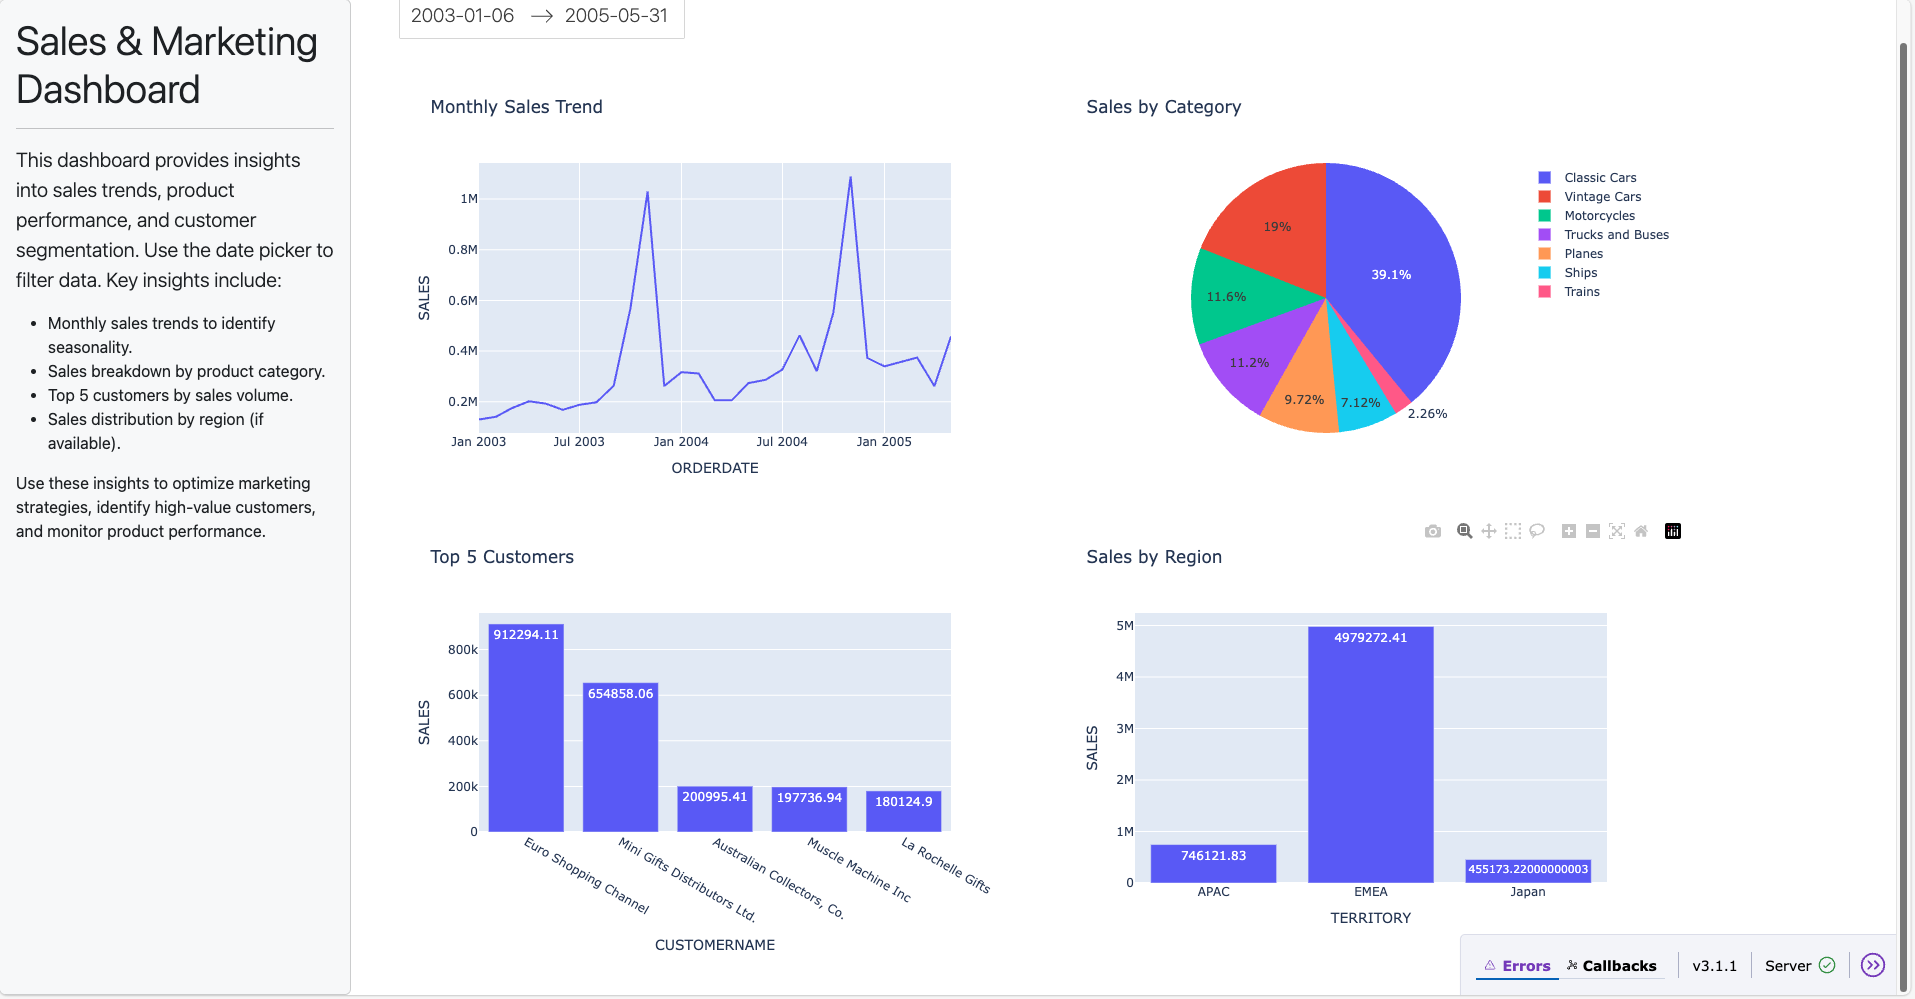 Sales & Marketing
Dashboard
This dashboard provides insights
into sales trends, product
performance, and customer
segmentation. Use the date picker to
filter data. Key insights include:
• Monthly sales trends to identify
seasonality.
• Sales breakdown by product category.
• Top 5 customers by sales volume.
• Sales distribution by region (if
available).
Use these insights to optimize marketing
strategies, identify high-value customers,
and monitor product performance.
2003-01-06 → 2005-05-31
Monthly Sales Trend
1M
0.8M
0.6M
0.4M
0.2M
SALES
Jan 2003 Jul 2003 Jan 2004 Jul 2004 Jan 2005
ORDERDATE
Sales by Category
39.1%
19%
11.6%
11.2%
9.72%
7.12%
2.26%
Classic Cars
Vintage Cars
Motorcycles
Trucks and Buses
Planes
Ships
Trains
Top 5 Customers
800k
600k
400k
200k
0
SALES
912294.11
654858.06
200995.41
197736.94
180124.9
Euro Shopping Channel
Mini Gifts Distributors Ltd.
Australian Collectors, Co.
Muscle Machine Inc
La Rochelle Gifts
CUSTOMERNAME
Sales by Region
5M
4M
3M
2M
1M
0
SALES
746121.83
4979272.41
455173.22000000003
APAC EMEA Japan
TERRITORY
Errors Callbacks v3.1.1 Server